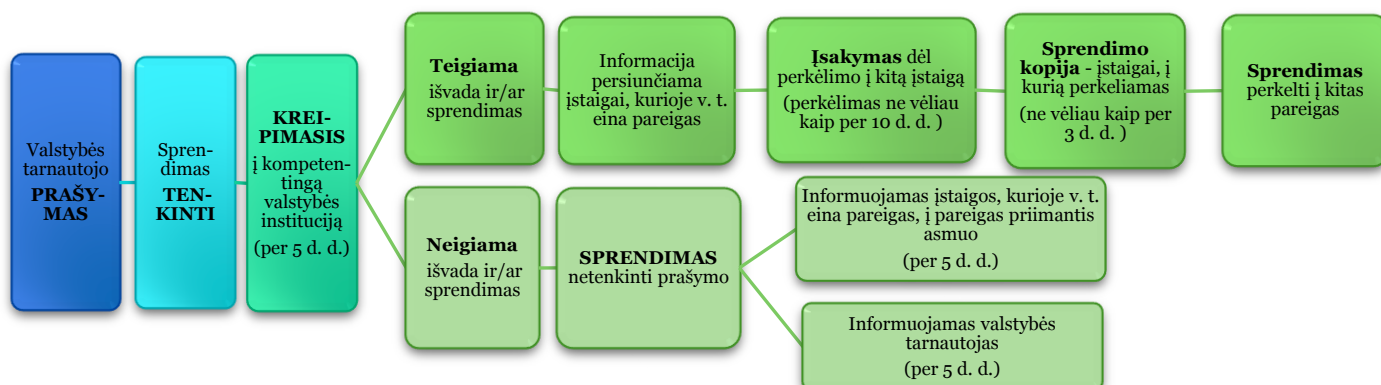 Valstybės
tarnautojo
PRAŠY-
MAS
Spren-
dimas
TEN-
KINTI
KREI-
PIMASIS
į kompeten-
tingą
valstybės
instituciją
(per 5 d. d.)
Teigiama
išvada ir/ar
sprendimas
Informacija
persiunčiama
įstaigai, kurioje v. t.
eina pareigas
Įsakymas dėl
perkėlimo į kitą įstaigą
(perkėlimas ne vėliau
kaip per 10 d. d. )
Sprendimo
kopija - įstaigai, į
kurią perkeliamas
(ne vėliau kaip per
3 d. d. )
Sprendimas
perkelti į kitas
pareigas
Neigiama
išvada ir/ar
sprendimas
SPRENDIMAS
netenkinti prašymo
Informuojamas įstaigos, kurioje v. t.
eina pareigas, į pareigas priimantis
asmuo
(per 5 d. d.)
Informuojamas valstybės
tarnautojas
(per 5 d. d.)